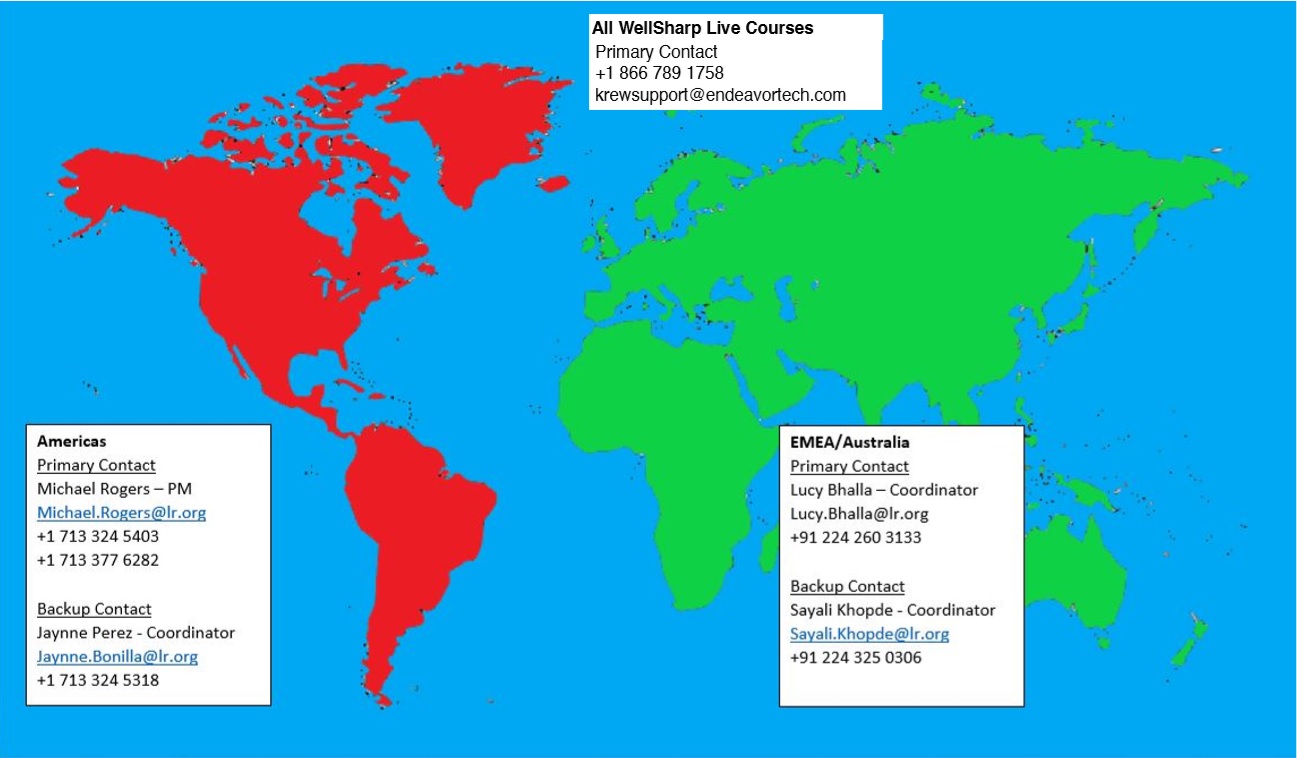 All WellSharp Live Courses
Primary Contact
+1 866 789 1758
krewsupport@endeavortech.com
Americas
Primary Contact
Michael Rogers – PM
Michael.Rogers@lr.org
+1 713 324 5403
+1 713 377 6282
Backup Contact
Jaynne Perez - Coordinator
Jaynne.Bonilla@lr.org
+1 713 324 5318
EMEA/Australia
Primary Contact
Lucy Bhalla – Coordinator
Lucy.Bhalla@lr.org
+91 224 260 3133
Backup Contact
Sayali Khopde - Coordinator
Sayali.Khopde@lr.org
+91 224 325 0306